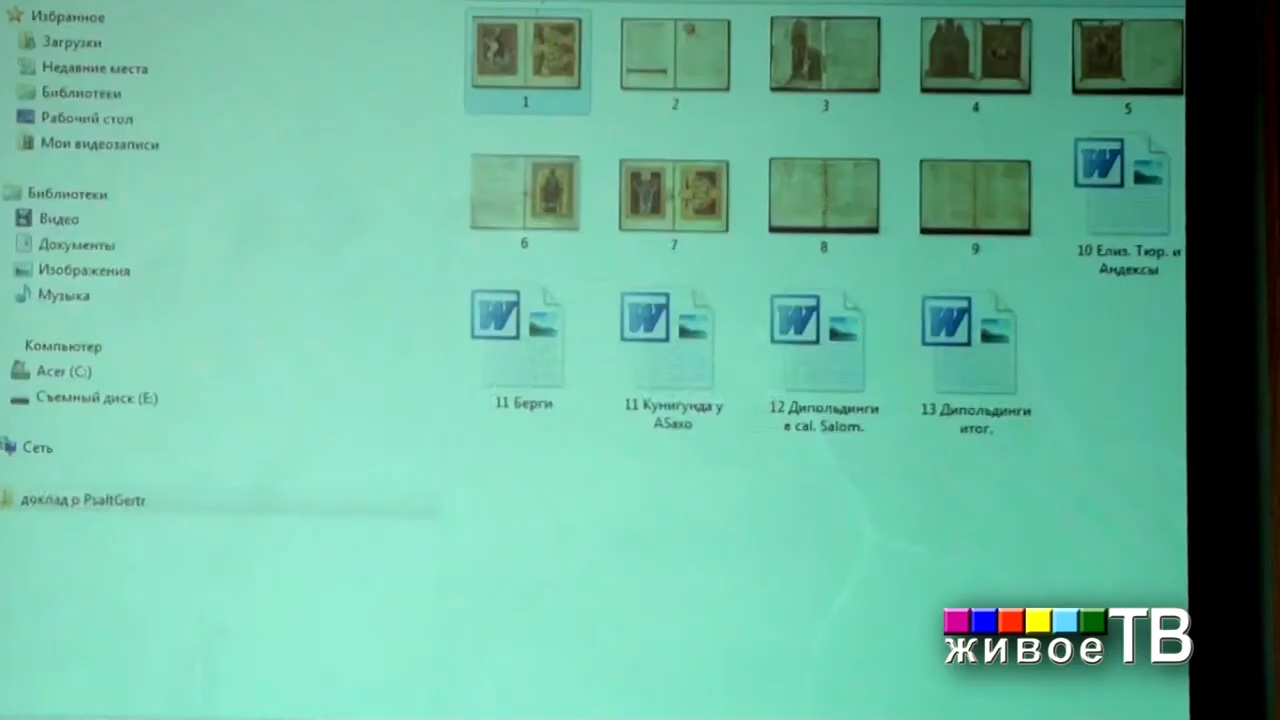 Избранное
Загрузки
Недавние места
Библиотеки
Рабочий стол
Мои видеозаписи
Библиотеки
Видео
Документы
Изображения
Музыка
Компьютер
Acer (C:)
Съемный диск (E:)
Сеть
доклад р PsaltGertr
1
2
3
4
5
6
7
8
9
10 Елиз. Тюр. и
Андексы
11 Берги
11 Кунигунда у
ASaxo
12 Дипольдинги
в cal. Salom.
13 Дипольдинги
итог.
живоеТВ